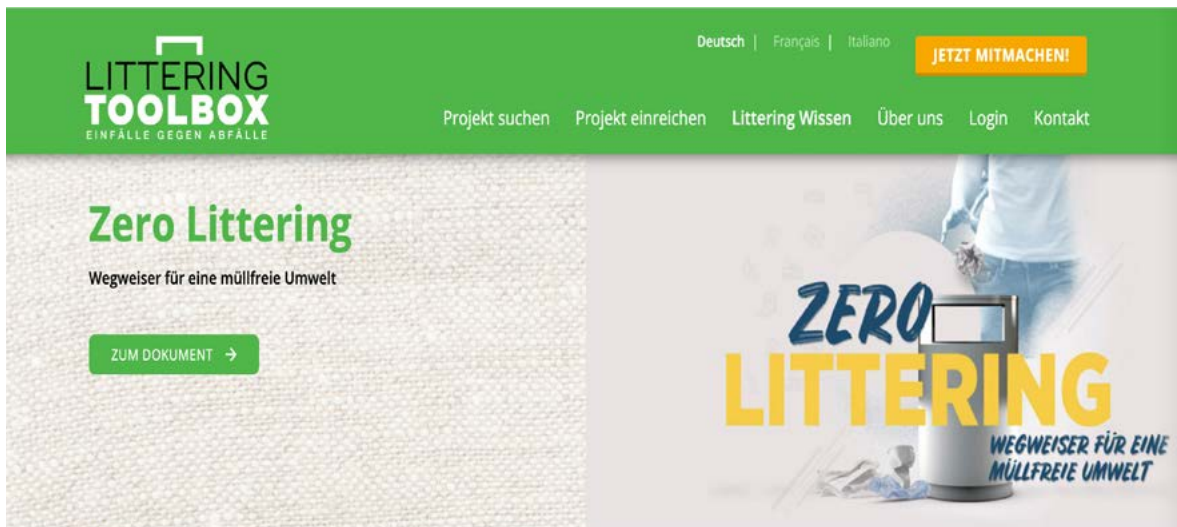 Deutsch | Français | Italiano
JETZT MITMACHEN!
LITTERING
TOOLBOX
EINFÄLLE GEGEN ABFÄLLE
Projekt suchen Projekt einreichen Littering Wissen Über uns Login Kontakt
Zero Littering
Wegweiser für eine müllfreie Umwelt
ZUM DOKUMENT →
ZERO
LITTERING
WEGWEISER FÜR EINE
MÜLLFREIE UMWELT